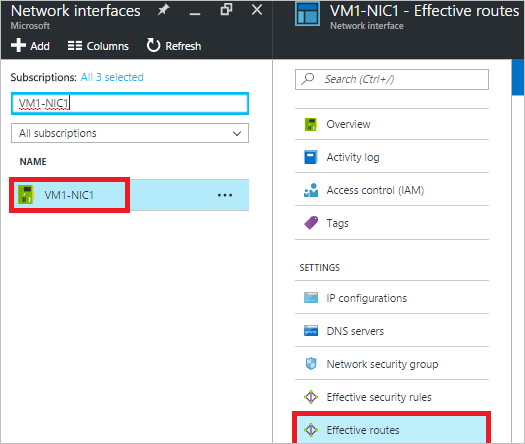 Network interfaces
Microsoft
Add Columns Refresh
Subscriptions: All 3 selected
VM1-NIC1
All subscriptions
NAME
VM1-NIC1
VM1-NIC1 - Effective routes
Network interface
Search (Ctrl+/)
Overview
Activity log
Access control (IAM)
Tags
SETTINGS
IP configurations
DNS servers
Network security group
Effective security rules
Effective routes